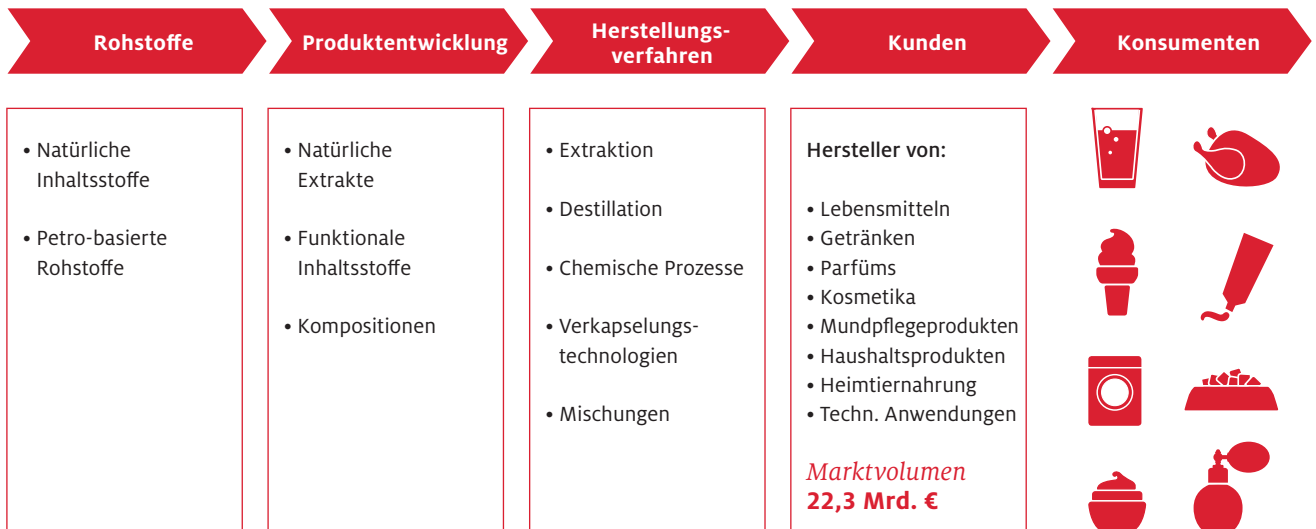 Rohstoffe
Produktentwicklung
Herstellungs-
verfahren
Kunden
Konsumenten
• Natürliche
Inhaltsstoffe
• Petro-basierte
Rohstoffe
• Natürliche
Extrakte
• Funktionale
Inhaltsstoffe
• Kompositionen
• Extraktion
• Destillation
• Chemische Prozesse
• Verkapselungs-
technologien
• Mischungen
Hersteller von:
• Lebensmitteln
• Getränken
• Parfüms
• Kosmetika
• Mundpflegeprodukten
• Haushaltsprodukten
• Heimtiernahrung
• Techn. Anwendungen
Marktvolumen
22,3 Mrd. €